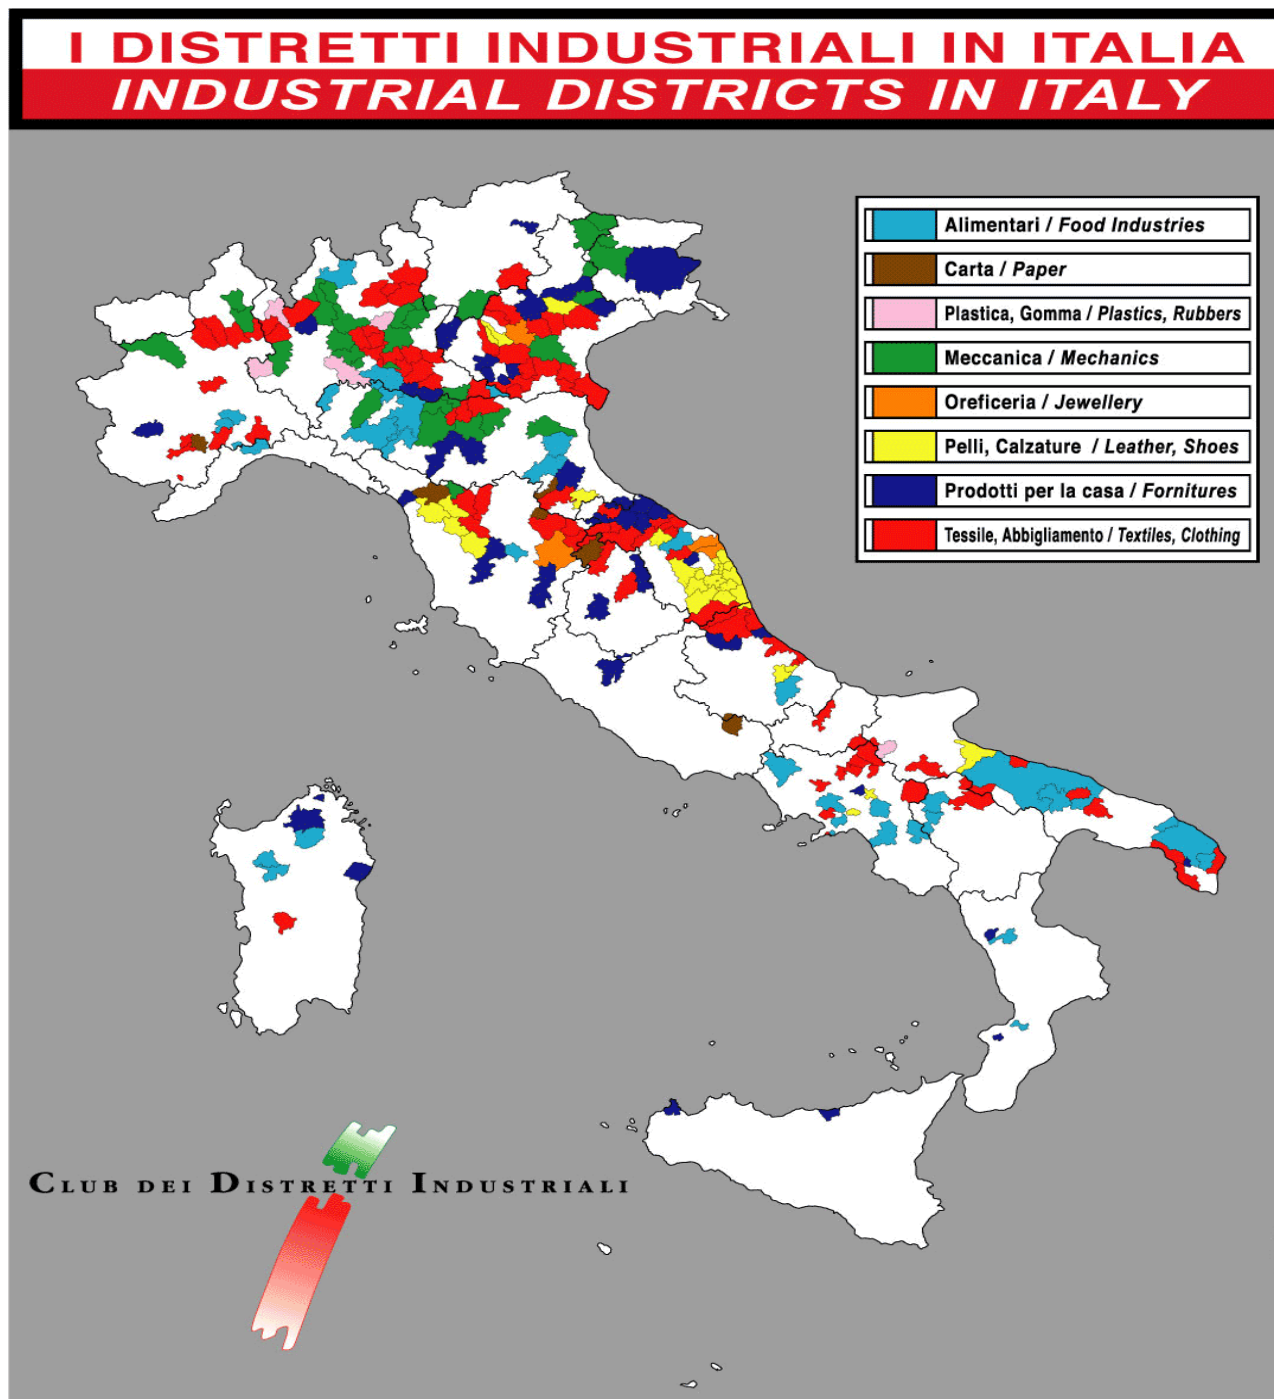 I DISTRETTI INDUSTRIALI IN ITALIA
INDUSTRIAL DISTRICTS IN ITALY
Alimentari / Food Industries
Carta / Paper
Plastica, Gomma / Plastics, Rubbers
Meccanica / Mechanics
Oreficeria / Jewellery
Pelli, Calzature / Leather, Shoes
Prodotti per la casa / Fornitures
Tessile, Abbigliamento / Textiles, Clothing
CLUB DEI DISTRETTI INDUSTRIALI